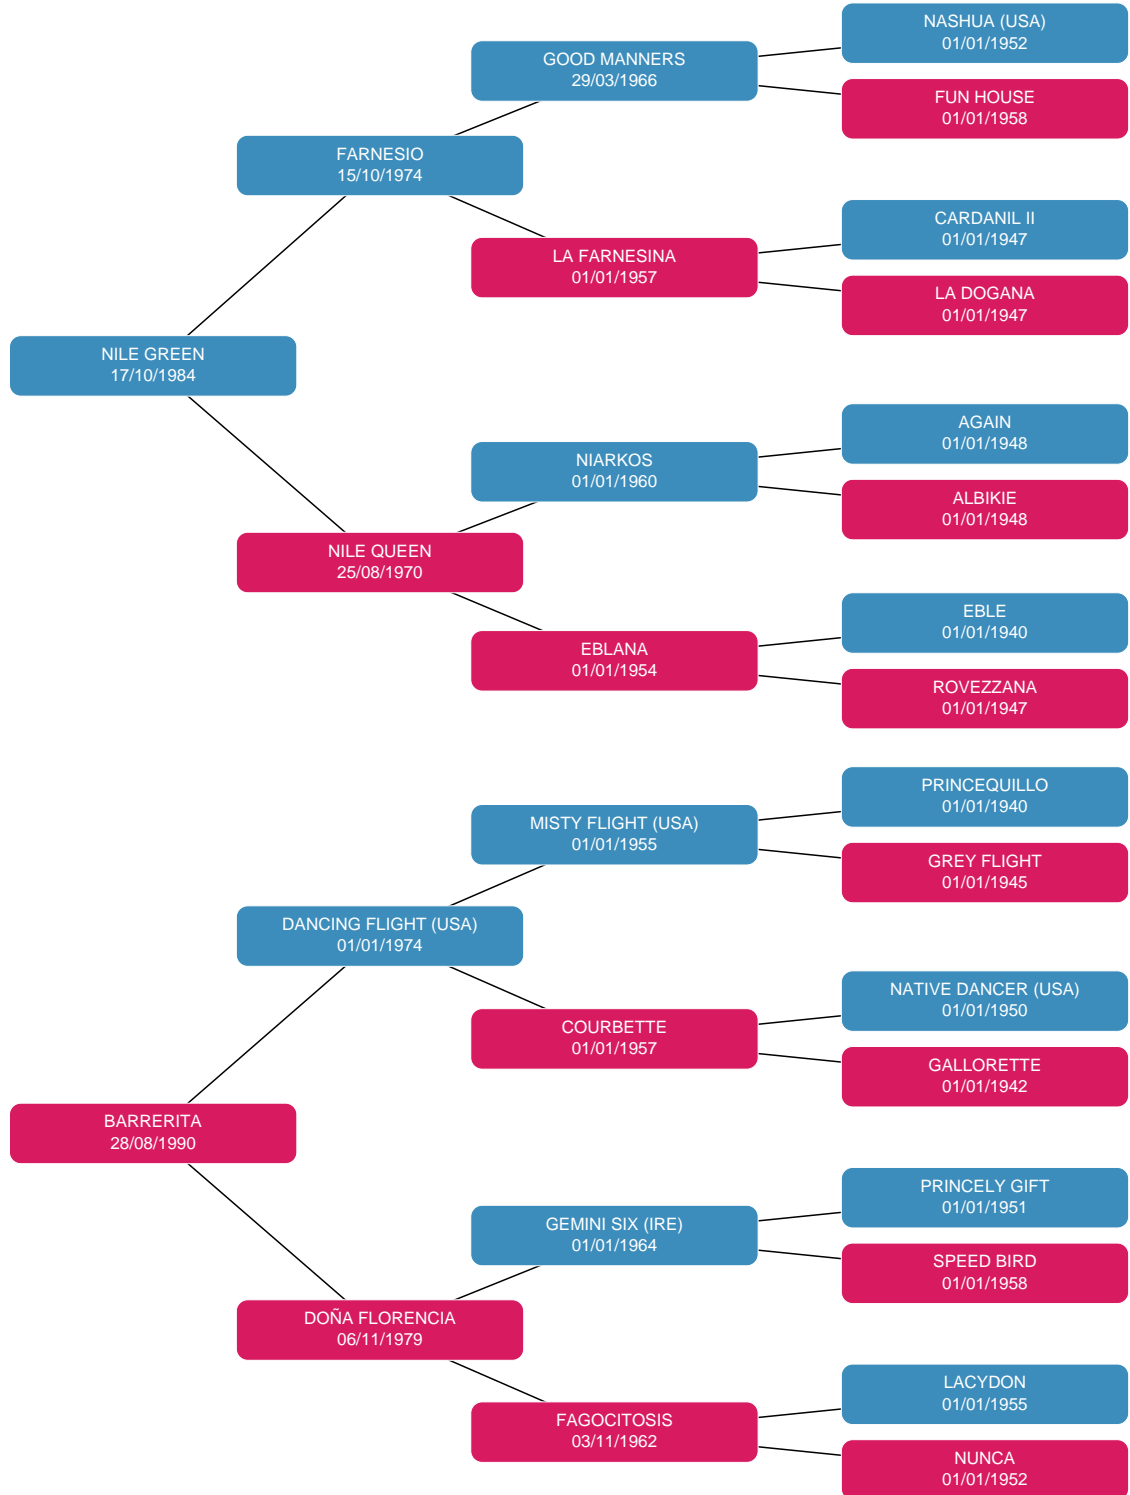 NASHUA (USA)
01/01/1952
GOOD MANNERS
29/03/1966
FUN HOUSE
01/01/1958
FARNESIO
15/10/1974
CARDANIL II
01/01/1947
LA FARNESINA
01/01/1957
LA DOGANA
01/01/1947
NILE GREEN
17/10/1984
AGAIN
01/01/1948
NIARKOS
01/01/1960
ALBIKIE
01/01/1948
NILE QUEEN
25/08/1970
EBLE
01/01/1940
EBLANA
01/01/1954
ROVEZZANA
01/01/1947
PRINCEQUILLO
01/01/1940
MISTY FLIGHT (USA)
01/01/1955
GREY FLIGHT
01/01/1945
DANCING FLIGHT (USA)
01/01/1974
NATIVE DANCER (USA)
01/01/1950
COURBETTE
01/01/1957
GALLORETTE
01/01/1942
BARRERITA
28/08/1990
PRINCELY GIFT
01/01/1951
GEMINI SIX (IRE)
01/01/1964
SPEED BIRD
01/01/1958
DOÑA FLORENCIA
06/11/1979
LACYDON
01/01/1955
FAGOCITOSIS
03/11/1962
NUNCA
01/01/1952